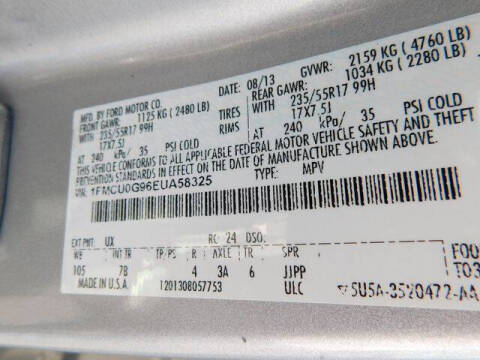 MFD. BY FORD MOTOR CO.
DATE: 08/13 GVWR: 2159 KG ( 4760 LB)
FRONT GAWR: 1125 KG ( 2480 LB) REAR GAWR: 1034 KG ( 2280 LB)
WITH 235/55R17 99H TIRES WITH 235/55R17 99H
17X7.5J RIMS 17X7.5J
AT 240 kPa/ 35 PSI COLD AT 240 kPa/ 35 PSI COLD
THIS VEHICLE CONFORMS TO ALL APPLICABLE FEDERAL MOTOR VEHICLE SAFETY AND THEFT
PREVENTION STANDARDS IN EFFECT ON THE DATE OF MANUFACTURE SHOWN ABOVE.
VIN: 1FMCU0G96EUA58325 TYPE: MPV
EXT PNT: UX RC: 24 DSO:
WB INT TR TP/PS R AXLE TR SPR
105 7B 4 3A 6 JJPP
MADE IN U.S.A. 1201308057753 ULC
FOO
TO3
5U5A-3520472-AA